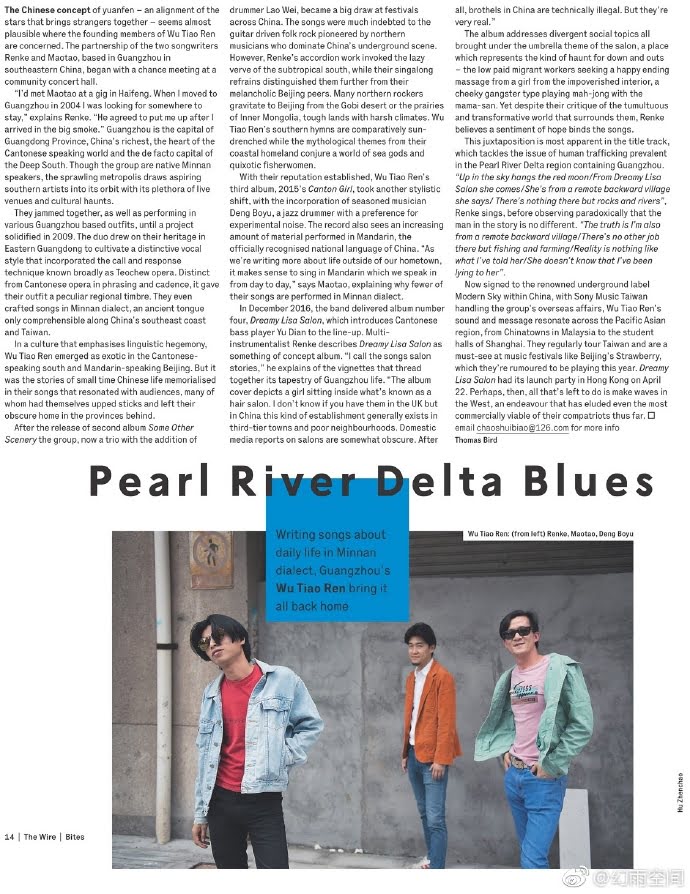 The Chinese concept of yuanfen – an alignment of the
stars that brings strangers together – seems almost
plausible where the founding members of Wu Tiao Ren
are concerned. The partnership of the two songwriters
Renke and Maotao, based in Guangzhou in
southeastern China, began with a chance meeting at a
community concert hall.
"I'd met Maotao at a gig in Haifeng. When I moved to
Guangzhou in 2004 I was looking for somewhere to
stay," explains Renke. "He agreed to put me up after I
arrived in the big smoke." Guangzhou is the capital of
Guangdong Province, China's richest, the heart of the
Cantonese speaking world and the de facto capital of
the Deep South. Though the group are native Minnan
speakers, the sprawling metropolis draws aspiring
southern artists into its orbit with its plethora of live
venues and cultural haunts.
They jammed together, as well as performing in
various Guangzhou based outfits, until a project
solidified in 2009. The duo drew on their heritage in
Eastern Guangdong to cultivate a distinctive vocal
style that incorporated the call and response
technique known broadly as Teochew opera. Distinct
from Cantonese opera in phrasing and cadence, it gave
their outfit a peculiar regional timbre. They even
crafted songs in Minnan dialect, an ancient tongue
only comprehensible along China's southeast coast
and Taiwan.
In a culture that emphasises linguistic hegemony,
Wu Tiao Ren emerged as exotic in the Cantonese-
speaking south and Mandarin-speaking Beijing. But it
was the stories of small time Chinese life memorialised
in their songs that resonated with audiences, many of
whom had themselves upped sticks and left their
obscure home in the provinces behind.
After the release of second album Some Other
Scenery the group, now a trio with the addition of
drummer Lao Wei, became a big draw at festivals
across China. The songs were much indebted to the
guitar driven folk rock pioneered by northern
musicians who dominate China's underground scene.
However, Renke's accordion work invoked the lazy
verve of the subtropical south, while their singalong
refrains distinguished them further from their
melancholic Beijing peers. Many northern rockers
gravitate to Beijing from the Gobi desert or the prairies
of Inner Mongolia, tough lands with harsh climates. Wu
Tiao Ren's southern hymns are comparatively sun-
drenched while the mythological themes from their
coastal homeland conjure a world of sea gods and
quixotic fisherwomen.
With their reputation established, Wu Tiao Ren's
third album, 2015's Canton Girl, took another stylistic
shift, with the incorporation of seasoned musician
Deng Boyu, a jazz drummer with a preference for
experimental noise. The record also sees an increasing
amount of material performed in Mandarin, the
officially recognised national language of China. "As
we're writing more about life outside of our hometown,
it makes sense to sing in Mandarin which we speak in
from day to day," says Maotao, explaining why fewer of
their songs are performed in Minnan dialect.
In December 2016, the band delivered album number
four, Dreamy Lisa Salon, which introduces Cantonese
bass player Yu Dian to the line-up. Multi-
instrumentalist Renke describes Dreamy Lisa Salon as
something of concept album. "I call the songs salon
stories," he explains of the vignettes that thread
together its tapestry of Guangzhou life. "The album
cover depicts a girl sitting inside what's known as a
hair salon. I don't know if you have them in the UK but
in China this kind of establishment generally exists in
third-tier towns and poor neighbourhoods. Domestic
media reports on salons are somewhat obscure. After
all, brothels in China are technically illegal. But they're
very real."
The album addresses divergent social topics all
brought under the umbrella theme of the salon, a place
which represents the kind of haunt for down and outs
– the low paid migrant workers seeking a happy ending
massage from a girl from the impoverished interior, a
cheeky gangster type playing mah-jong with the
mama-san. Yet despite their critique of the tumultuous
and transformative world that surrounds them, Renke
believes a sentiment of hope binds the songs.
This juxtaposition is most apparent in the title track,
which tackles the issue of human trafficking prevalent
in the Pearl River Delta region containing Guangzhou.
"Up in the sky hangs the red moon/From Dreamy Lisa
Salon she comes/She's from a remote backward village
she says/ There's nothing there but rocks and rivers",
Renke sings, before observing paradoxically that the
man in the story is no different. "The truth is I'm also
from a remote backward village/There's no other job
there but fishing and farming/Reality is nothing like
what I've told her/She doesn't know that I've been
lying to her".
Now signed to the renowned underground label
Modern Sky within China, with Sony Music Taiwan
handling the group's overseas affairs, Wu Tiao Ren's
sound and message resonate across the Pacific Asian
region, from Chinatowns in Malaysia to the student
halls of Shanghai. They regularly tour Taiwan and are a
must-see at music festivals like Beijing's Strawberry,
which they're rumoured to be playing this year. Dreamy
Lisa Salon had its launch party in Hong Kong on April
22. Perhaps, then, all that's left to do is make waves in
the West, an endeavour that has eluded even the most
commercially viable of their compatriots thus far. □
email chaoshuibiao@126.com for more info
Thomas Bird
Pearl River Delta Blues
Writing songs about
daily life in Minnan
dialect, Guangzhou's
Wu Tiao Ren bring it
all back home
Wu Tiao Ren: (from left) Renke, Maotao, Deng Boyu
Hu Zhenchao
14 | The Wire | Bites
@幻雨空间